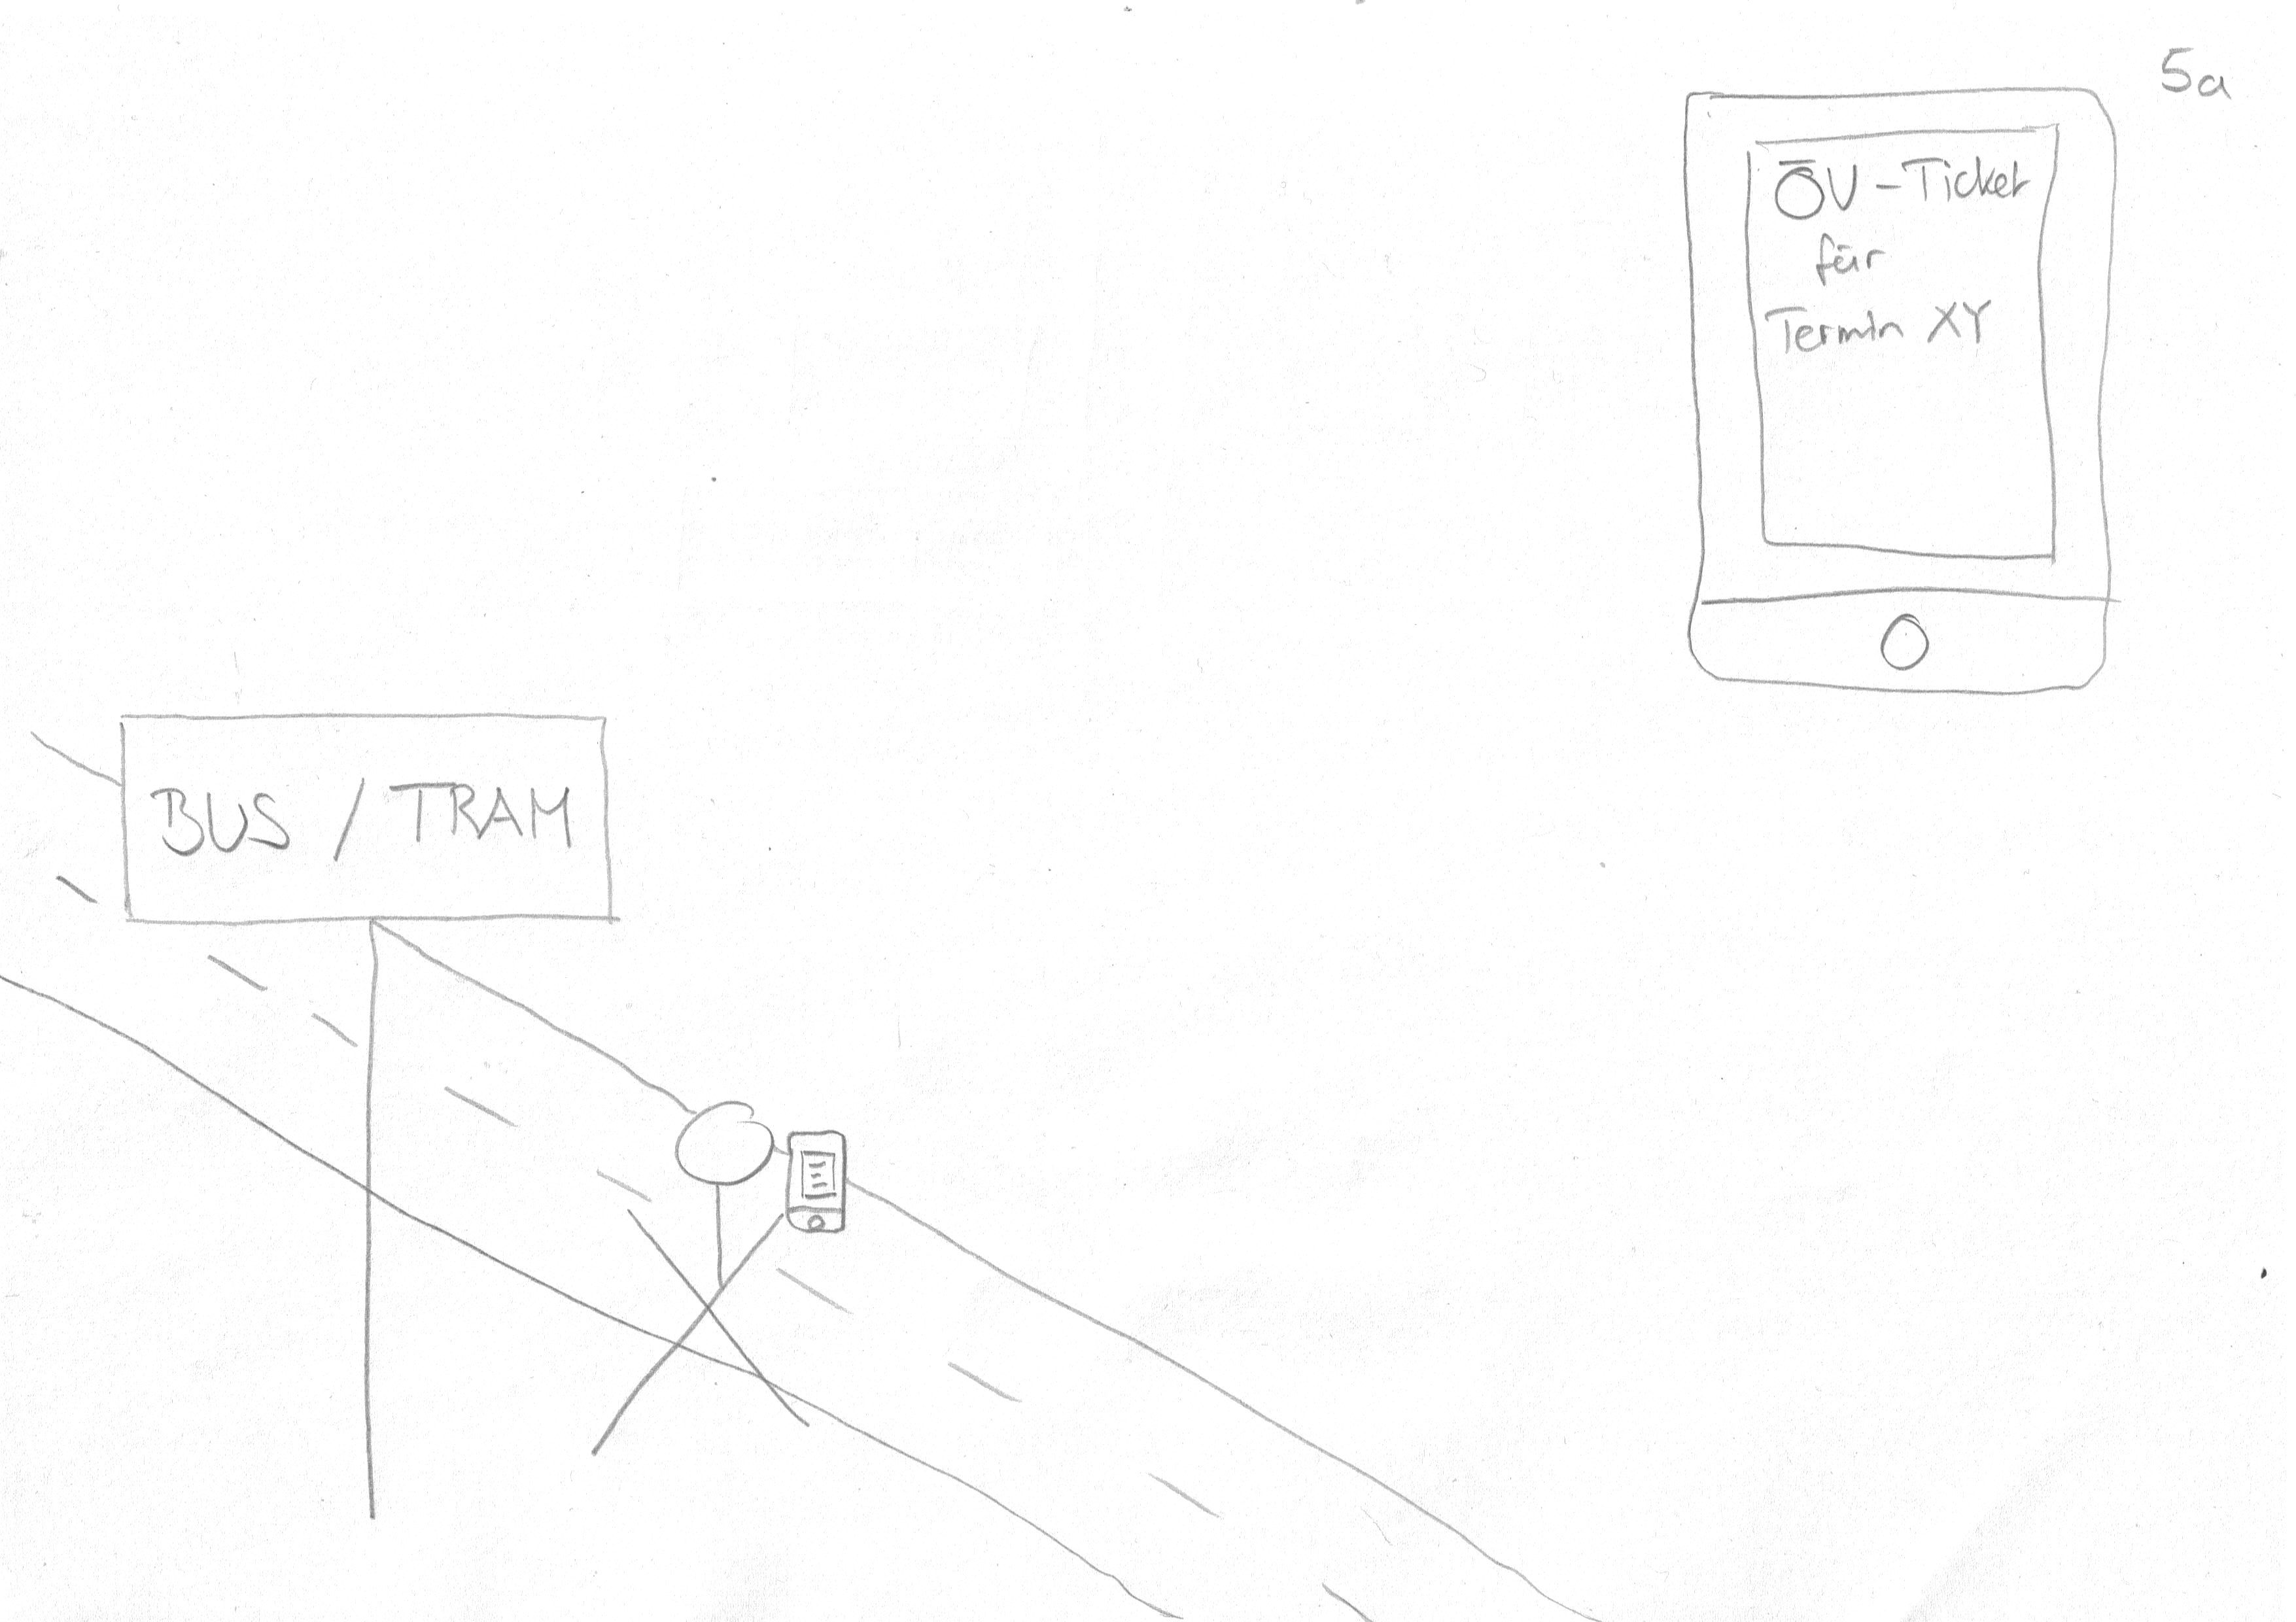 5a
ÖV-Ticket
für
Termin XY
BUS / TRAM